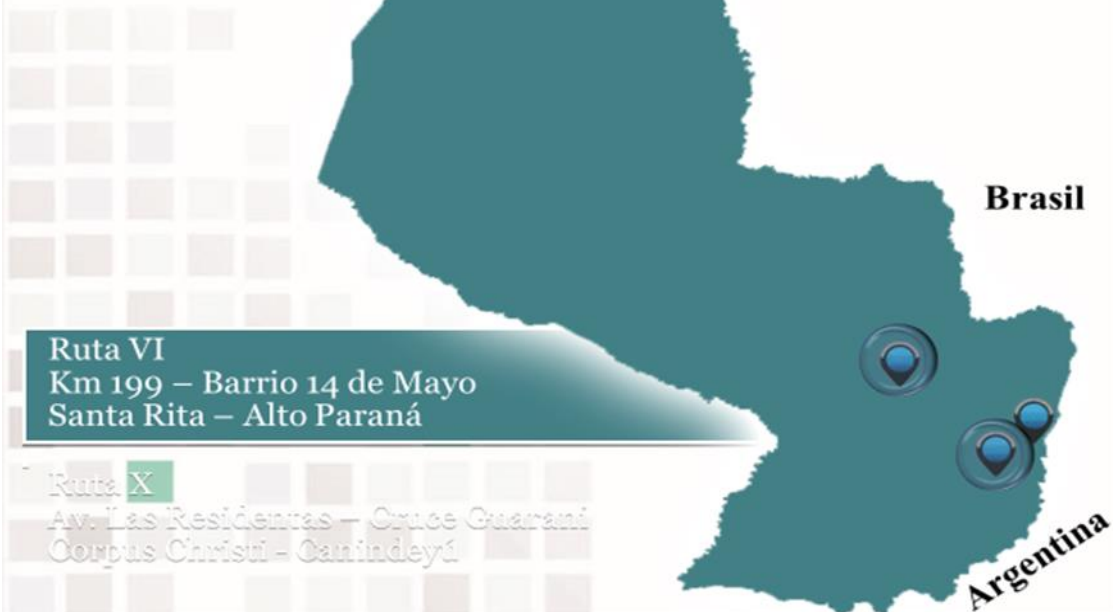 Brasil
Ruta VI
Km 199 – Barrio 14 de Mayo
Santa Rita – Alto Paraná
Ruta X
Av. Las Residentas – Cruce Guarani
Corpus Christi - Canindeyú
Argentina